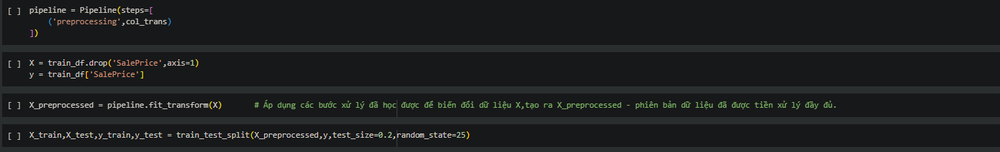 [ ] pipeline = Pipeline(steps=[
('preprocessing',col_trans)
])
[ ] X = train_df.drop('SalePrice',axis=1)
y = train_df['SalePrice']
[ ] X_preprocessed = pipeline.fit_transform(X) # Áp dụng các bước xử lý đã học được để biến đổi dữ liệu X,tạo ra X_preprocessed - phiên bản dữ liệu đã được tiền xử lý đầy đủ.
[ ] X_train,X_test,y_train,y_test = train_test_split(X_preprocessed,y,test_size=0.2,random_state=25)